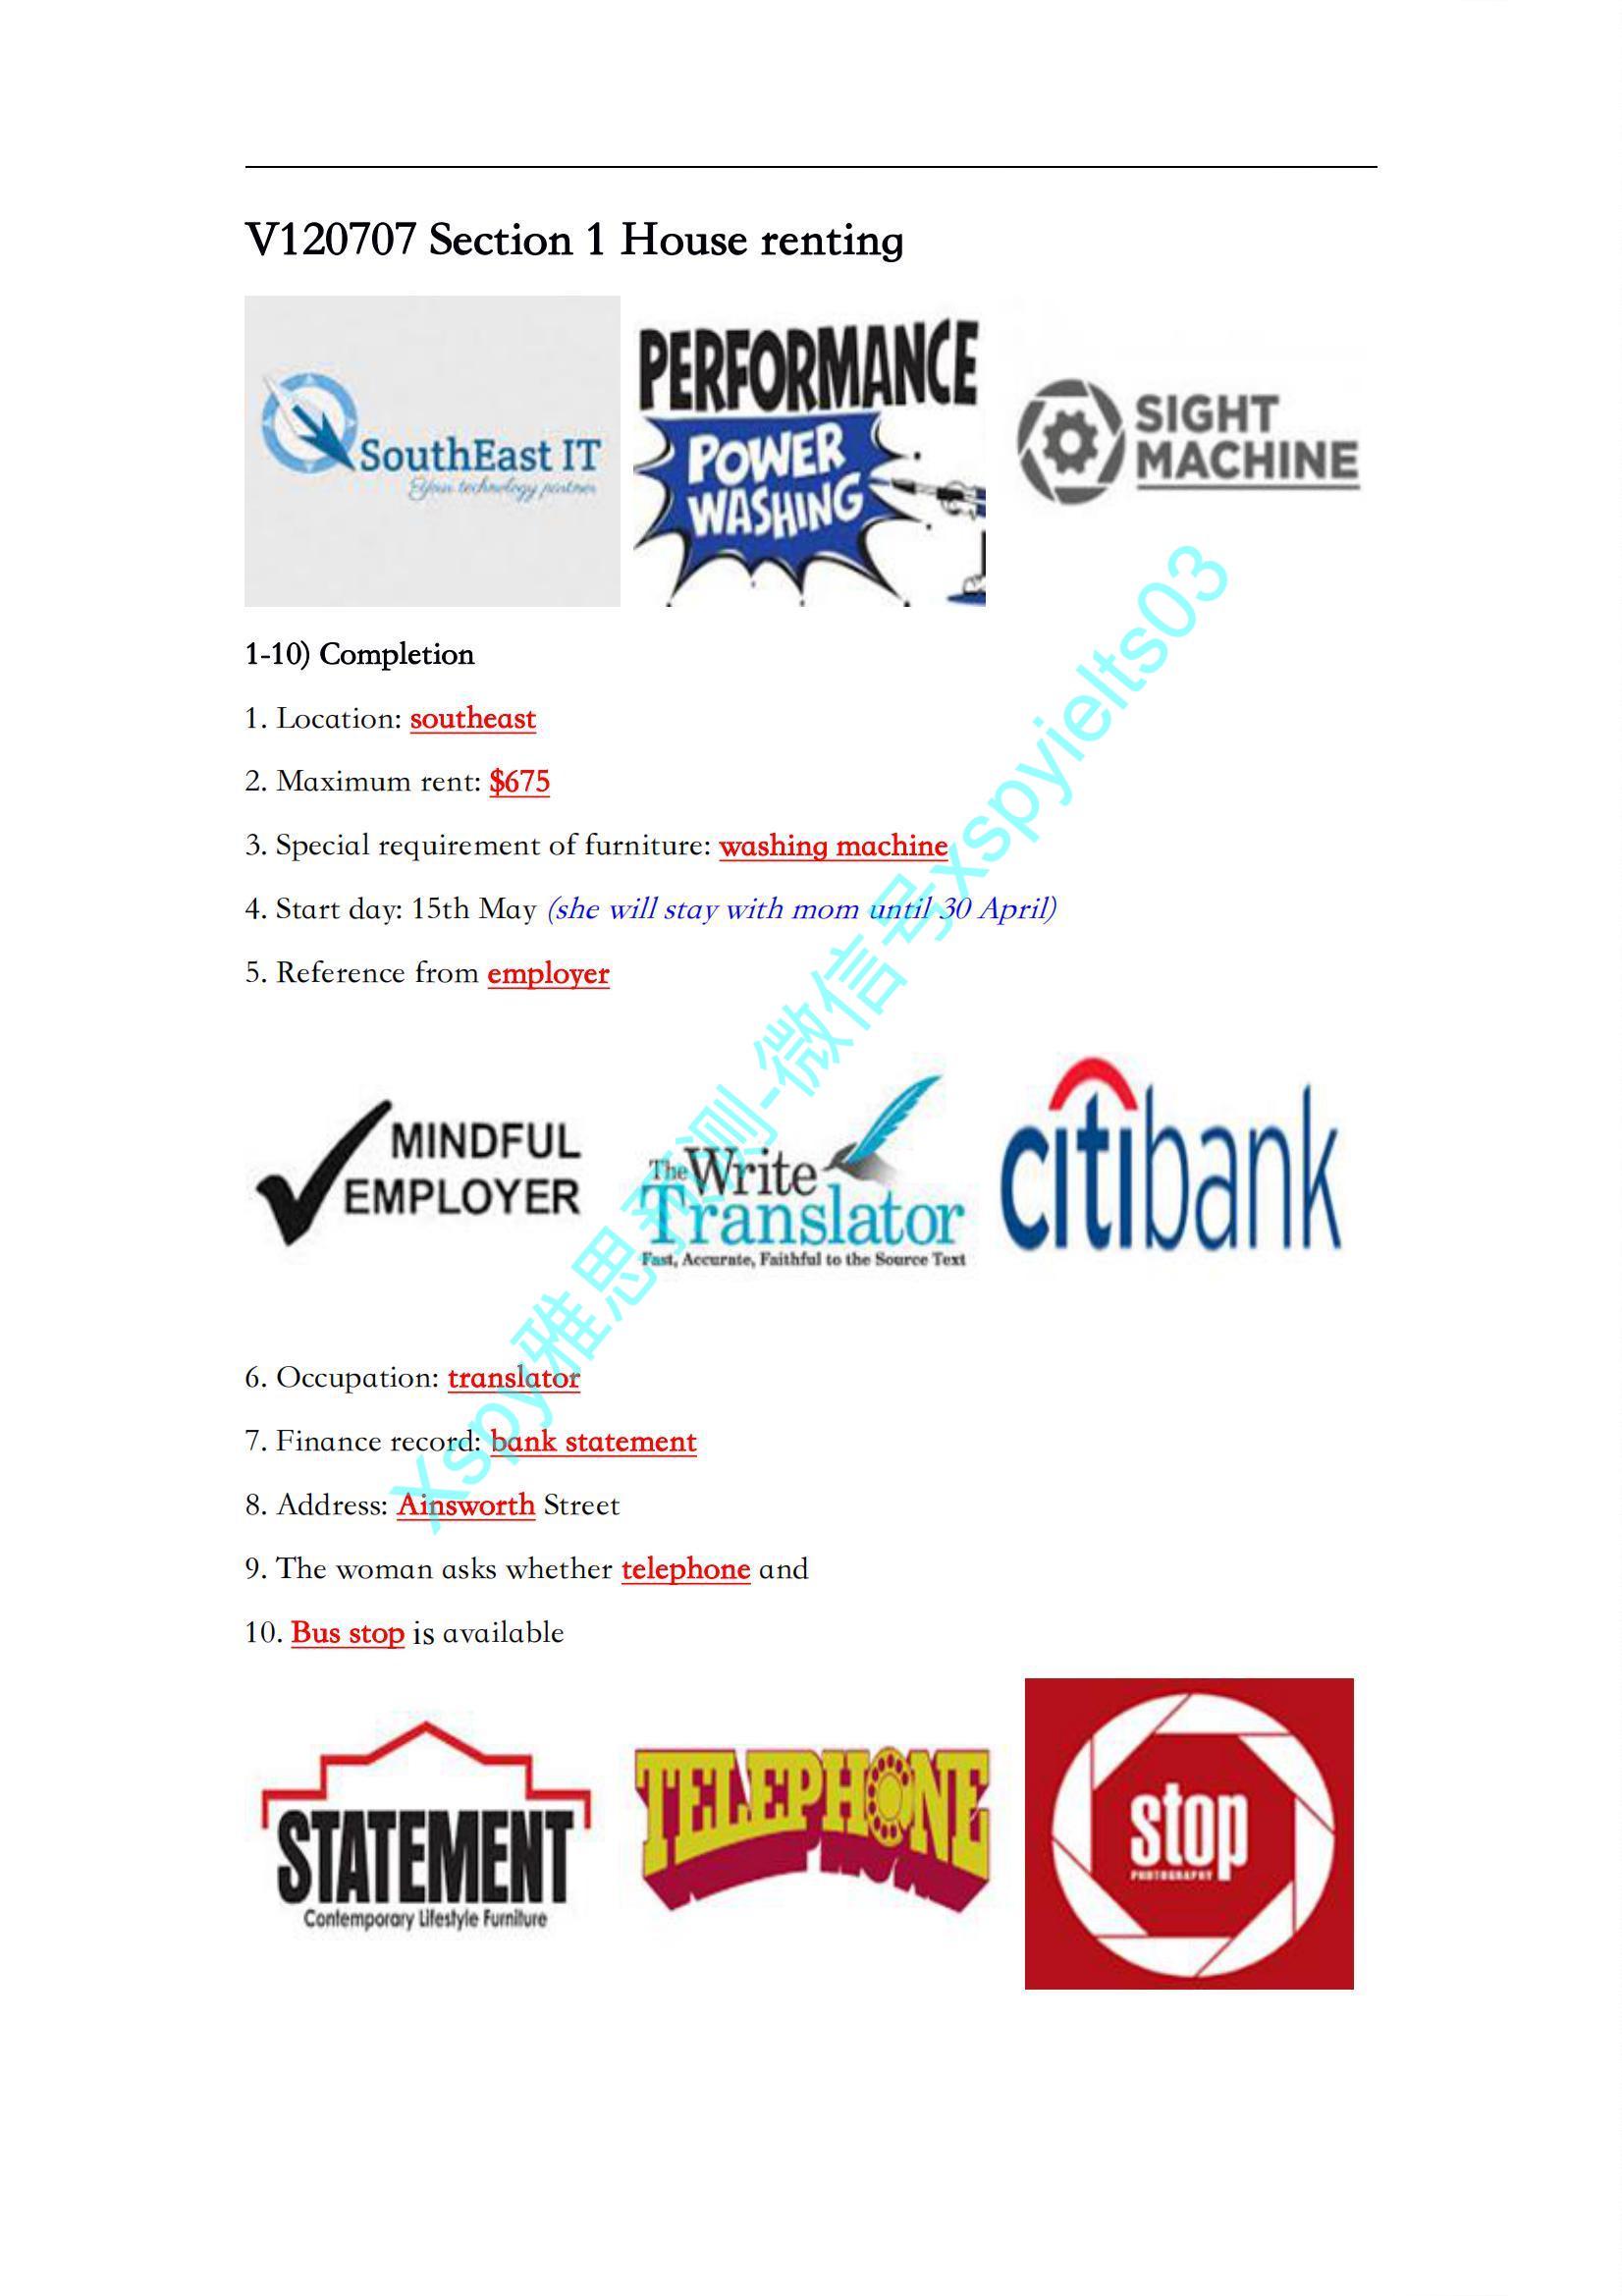 V120707 Section 1 House renting
SouthEast IT
Your technology partner
PERFORMANCE
POWER
WASHING
SIGHT
MACHINE
1-10) Completion
1. Location: southeast
2. Maximum rent: $675
3. Special requirement of furniture: washing machine
4. Start day: 15th May (she will stay with mom until 30 April)
5. Reference from employer
MINDFUL
EMPLOYER
The Write
Translator
Fast, Accurate, Faithful to the Source Text
citibank
6. Occupation: translator
7. Finance record: bank statement
8. Address: Ainsworth Street
9. The woman asks whether telephone and
10. Bus stop is available
STATEMENT
Contemporary Lifestyle Furniture
TELEPHONE
stop
PHOTOGRAPHY
Xspy雅思预测-微信号xspyielts03